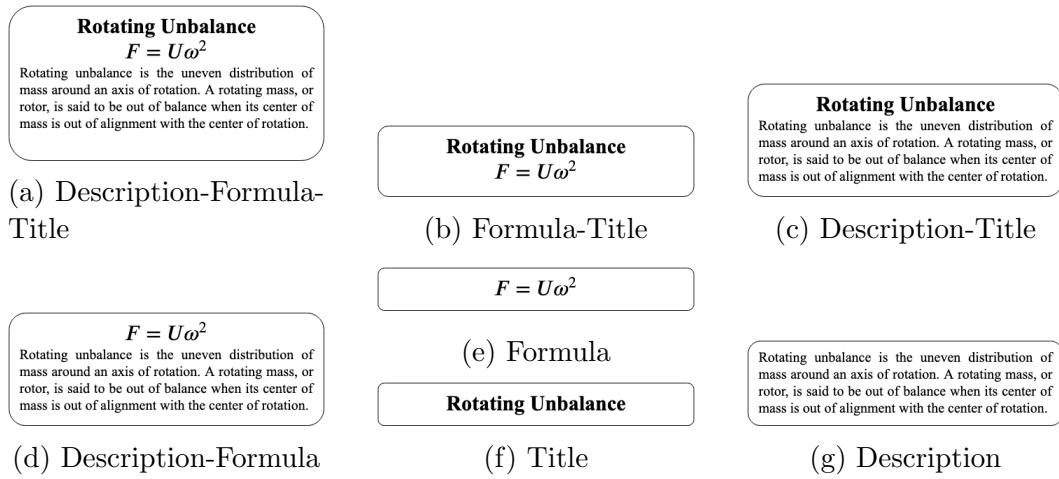 Rotating Unbalance
F = Uω²
Rotating unbalance is the uneven distribution of
mass around an axis of rotation. A rotating mass, or
rotor, is said to be out of balance when its center of
mass is out of alignment with the center of rotation.
(a) Description-Formula-
Title
Rotating Unbalance
F = Uω²
(b) Formula-Title
Rotating Unbalance
Rotating unbalance is the uneven distribution of
mass around an axis of rotation. A rotating mass, or
rotor, is said to be out of balance when its center of
mass is out of alignment with the center of rotation.
(c) Description-Title
F = Uω²
Rotating unbalance is the uneven distribution of
mass around an axis of rotation. A rotating mass, or
rotor, is said to be out of balance when its center of
mass is out of alignment with the center of rotation.
(d) Description-Formula
F = Uω²
(e) Formula
Rotating Unbalance
(f) Title
Rotating unbalance is the uneven distribution of
mass around an axis of rotation. A rotating mass, or
rotor, is said to be out of balance when its center of
mass is out of alignment with the center of rotation.
(g) Description